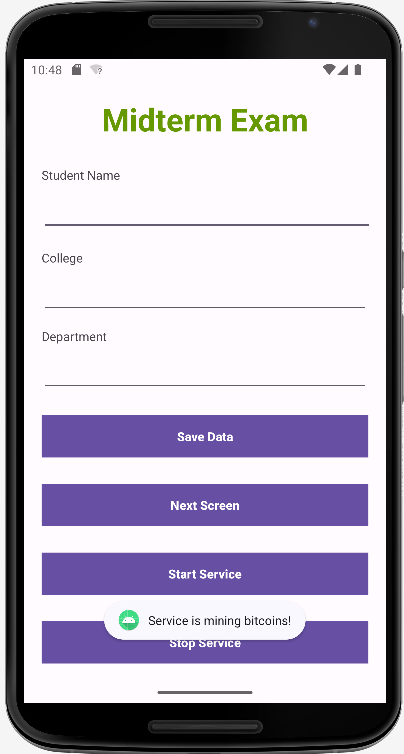 10:48
Midterm Exam
Student Name
College
Department
Save Data
Next Screen
Start Service
Service is mining bitcoins!
Stop Service